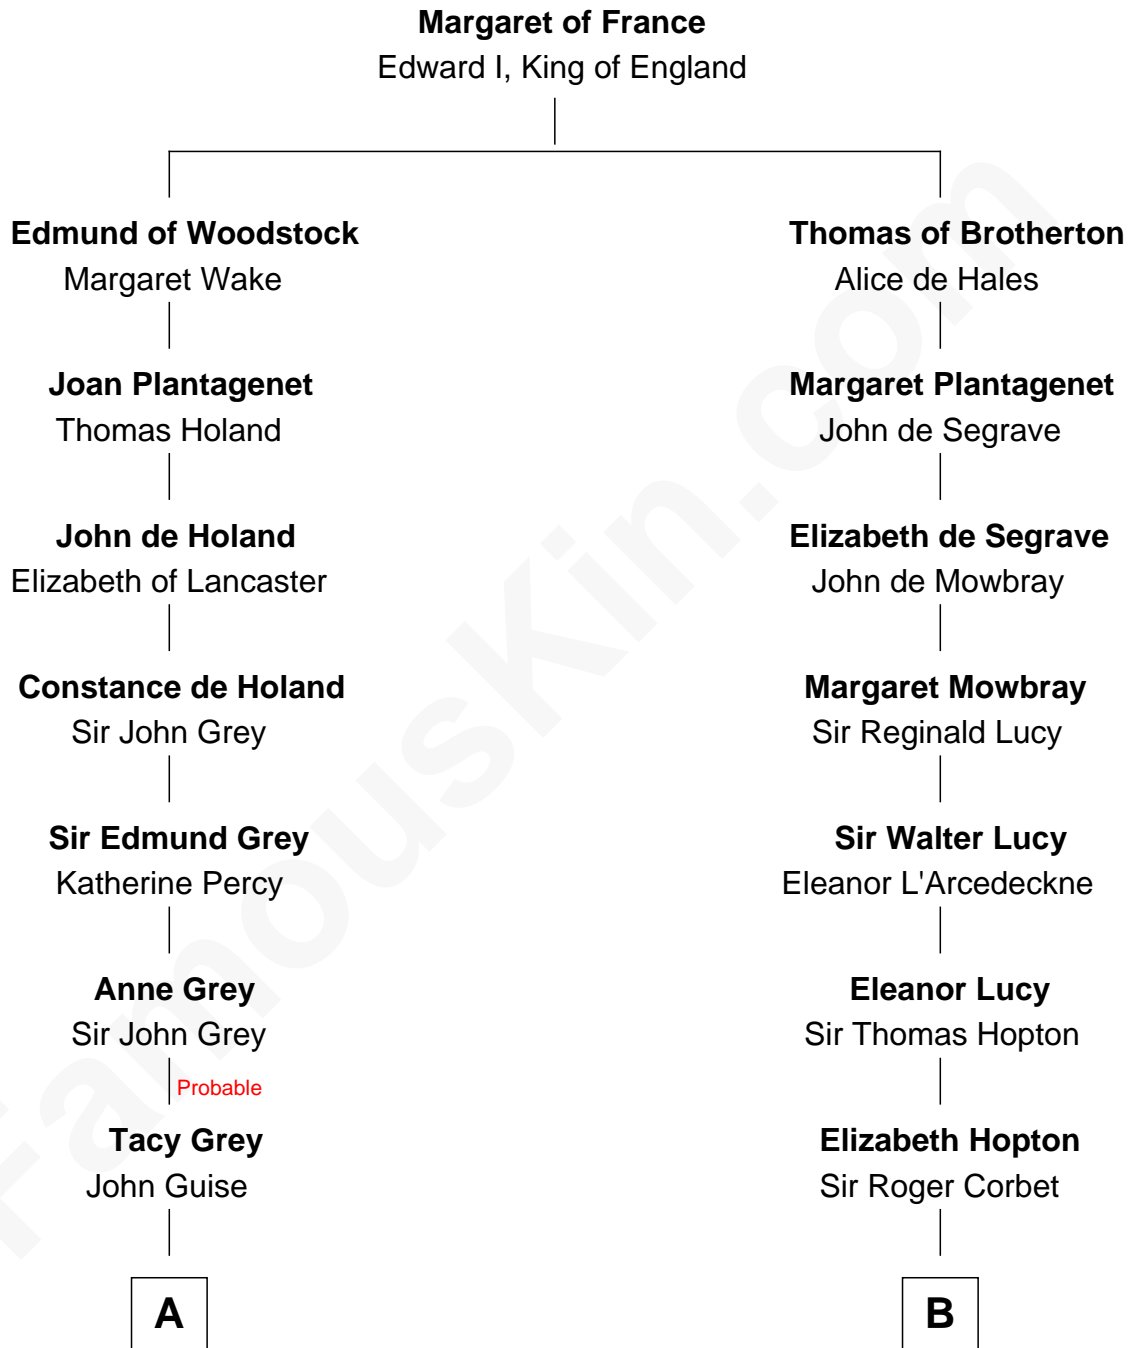 Margaret of France
Edward I, King of England
Edmund of Woodstock
Margaret Wake
Joan Plantagenet
Thomas Holand
John de Holand
Elizabeth of Lancaster
Constance de Holand
Sir John Grey
Sir Edmund Grey
Katherine Percy
Anne Grey
Sir John Grey
Probable
Tacy Grey
John Guise
A
Thomas of Brotherton
Alice de Hales
Margaret Plantagenet
John de Segrave
Elizabeth de Segrave
John de Mowbray
Margaret Mowbray
Sir Reginald Lucy
Sir Walter Lucy
Eleanor L'Arcedeckne
Eleanor Lucy
Sir Thomas Hopton
Elizabeth Hopton
Sir Roger Corbet
B
FamousKin.com